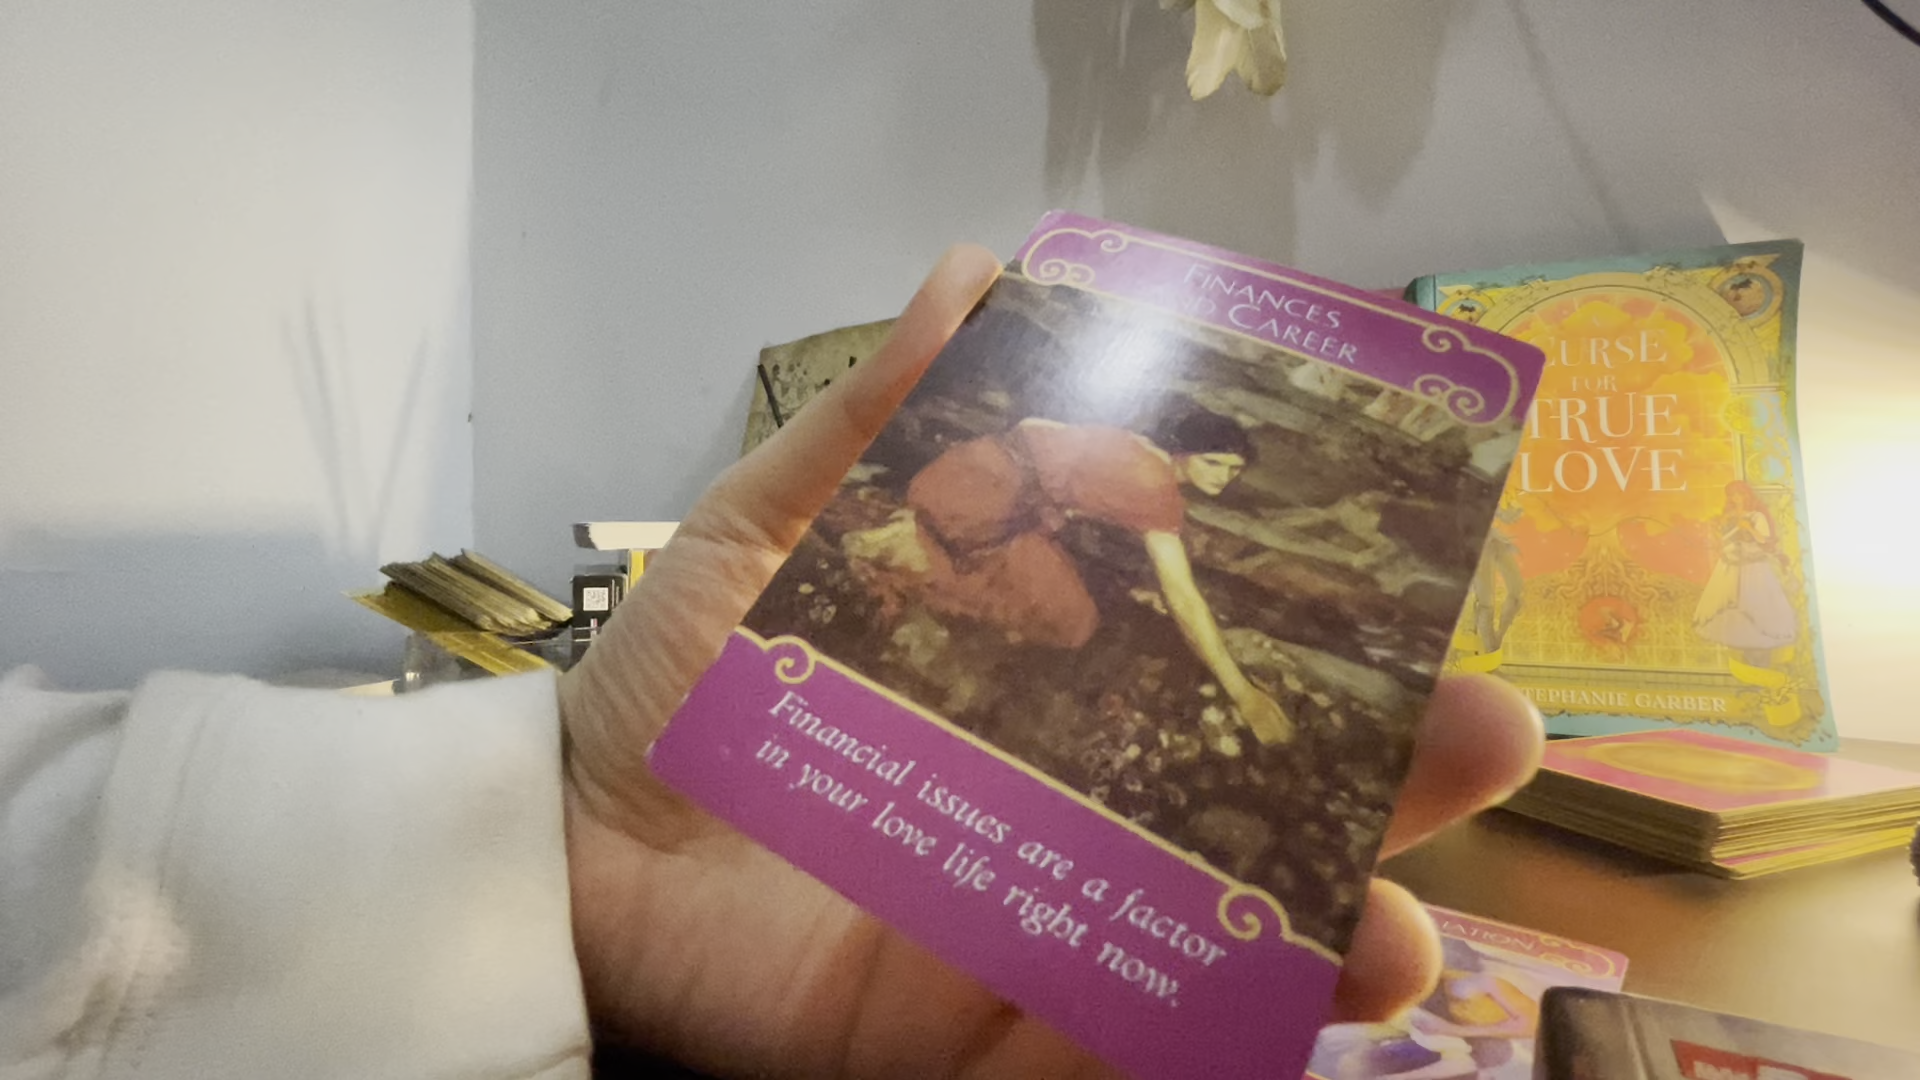 FINANCES
AND CAREER
Financial issues are a factor
in your love life right now.
CURSE
FOR
TRUE
LOVE
STEPHANIE GARBER